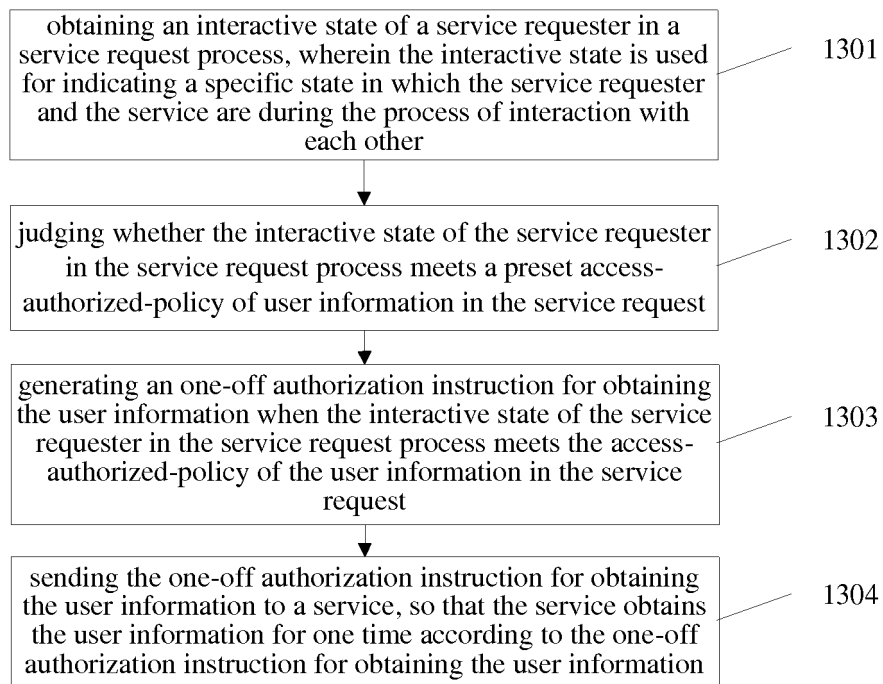 obtaining an interactive state of a service requester in a
service request process, wherein the interactive state is used
for indicating a specific state in which the service requester
and the service are during the process of interaction with
each other
1301
judging whether the interactive state of the service requester
in the service request process meets a preset access-
authorized-policy of user information in the service request
1302
generating an one-off authorization instruction for obtaining
the user information when the interactive state of the service
requester in the service request process meets the access-
authorized-policy of the user information in the service
request
1303
sending the one-off authorization instruction for obtaining
the user information to a service, so that the service obtains
the user information for one time according to the one-off
authorization instruction for obtaining the user information
1304